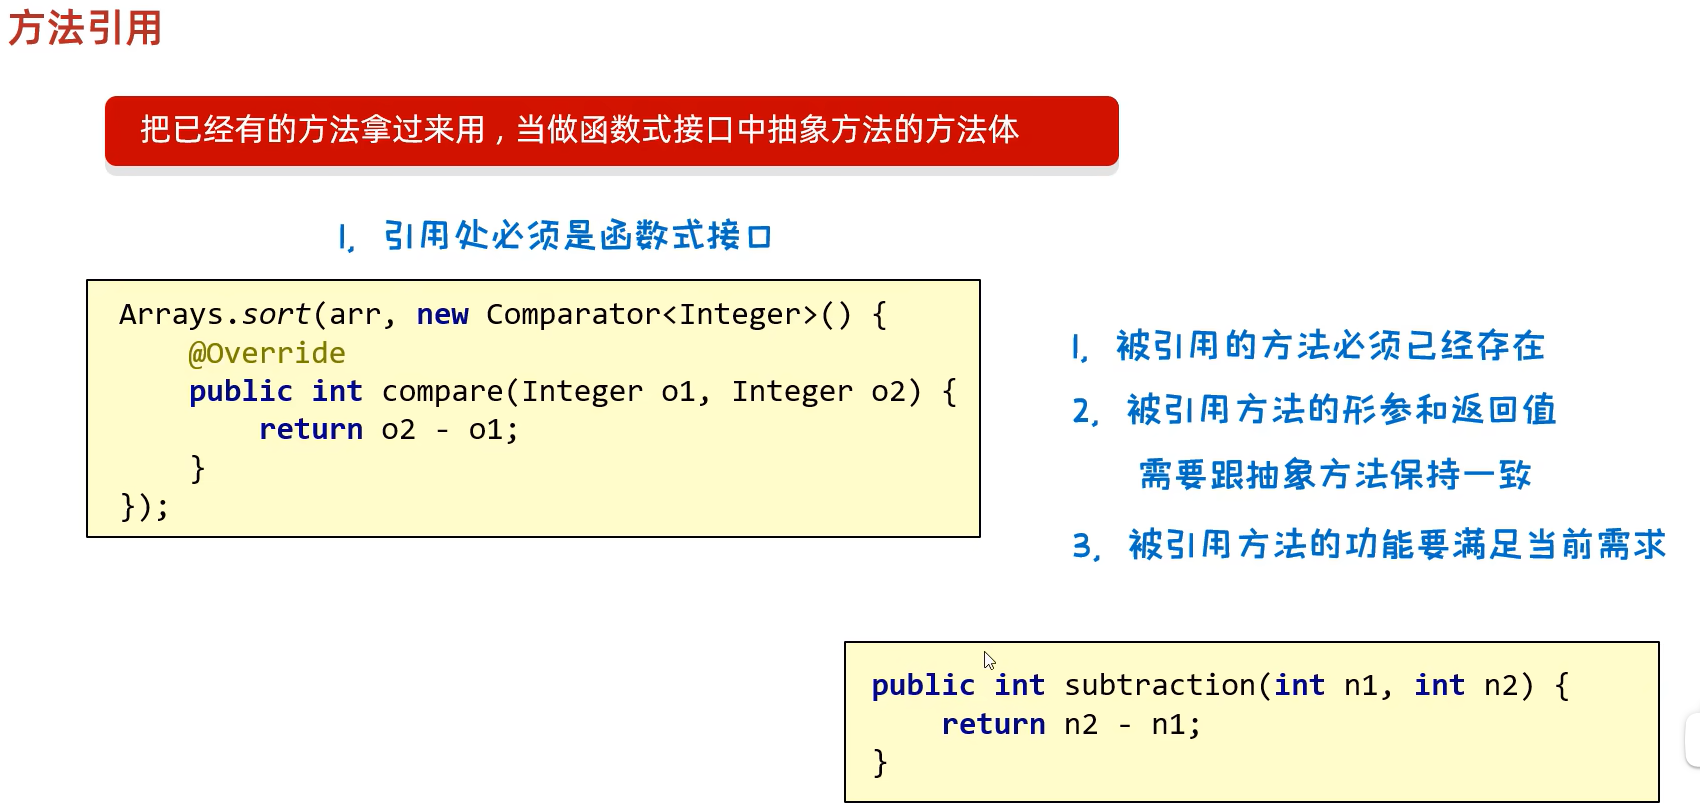 方法引用
把已经有的方法拿过来用，当做函数式接口中抽象方法的方法体
1，引用处必须是函数式接口
Arrays.sort(arr, new Comparator<Integer>() {
    @Override
    public int compare(Integer o1, Integer o2) {
        return o2 - o1;
    }
});
1，被引用的方法必须已经存在
2，被引用方法的形参和返回值
需要跟抽象方法保持一致
3，被引用方法的功能要满足当前需求
public int subtraction(int n1, int n2) {
    return n2 - n1;
}